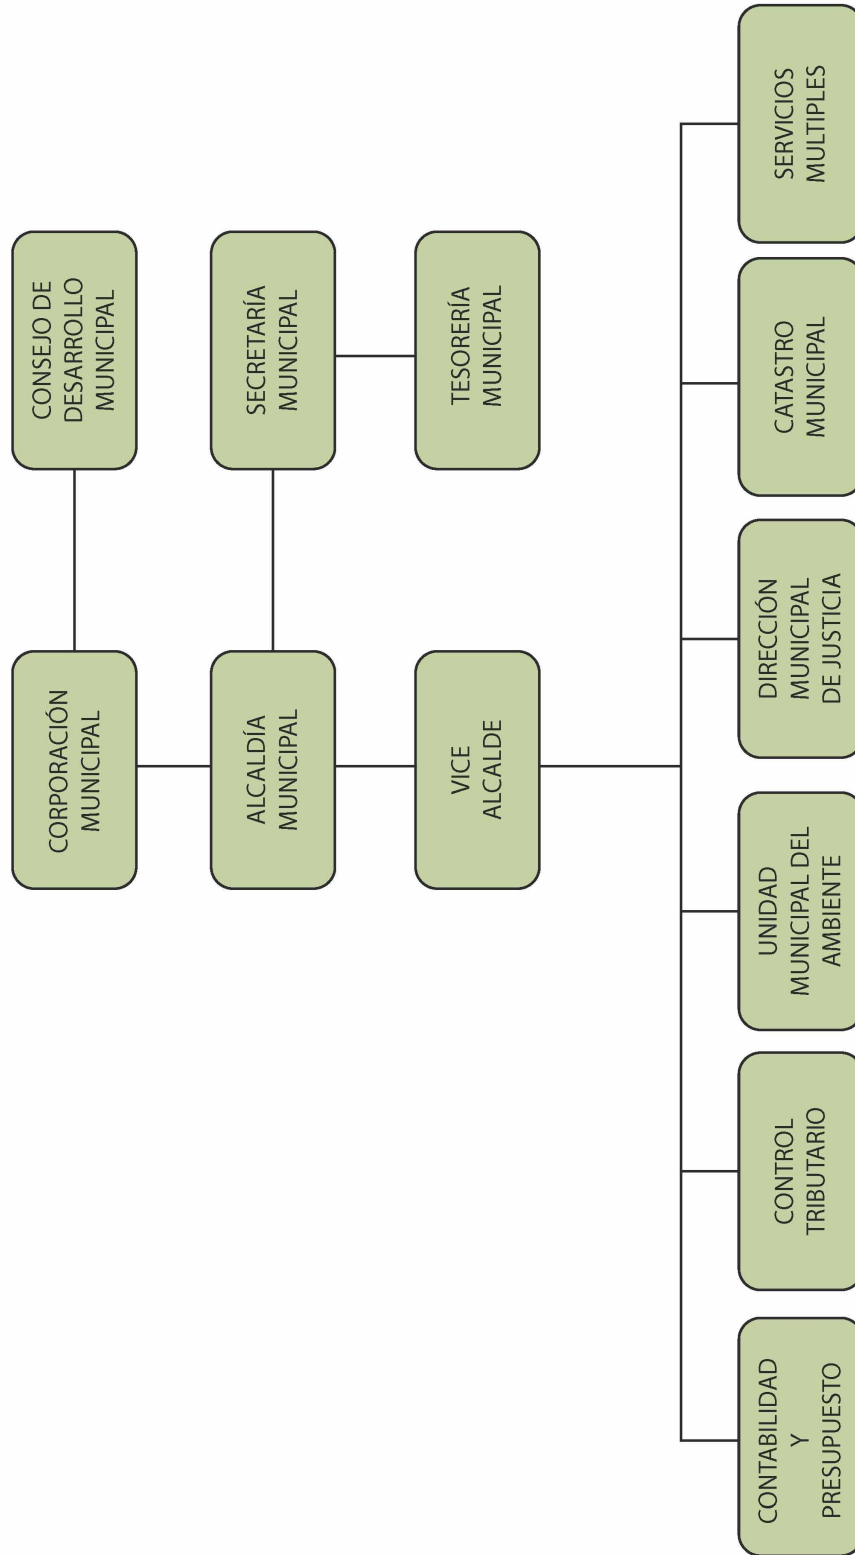 CORPORACIÓN
MUNICIPAL
CONSEJO DE
DESARROLLO
MUNICIPAL
ALCALDÍA
MUNICIPAL
SECRETARÍA
MUNICIPAL
VICE
ALCALDE
TESORERÍA
MUNICIPAL
CONTABILIDAD
Y
PRESUPUESTO
CONTROL
TRIBUTARIO
UNIDAD
MUNICIPAL DEL
AMBIENTE
DIRECCIÓN
MUNICIPAL
DE JUSTICIA
CATASTRO
MUNICIPAL
SERVICIOS
MULTIPLES